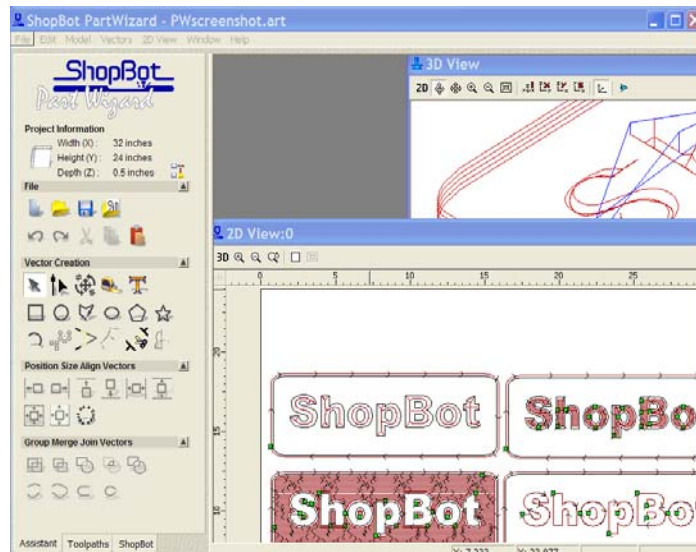 ShopBot PartWizard - PWscreenshot.art
File Edit Model Vectors 2D View Window Help
ShopBot
Part Wizard
Project Information
Width (X) : 32 inches
Height (Y) : 24 inches
Depth (Z) : 0.5 inches
File
Vector Creation
Position Size Align Vectors
Group Merge Join Vectors
Assistant Toolpaths ShopBot
3D View
2D
2D View:0
3D
0 5 10 15 20 25
20
15
10
ShopBot
ShopBo
ShopBot
ShopBo